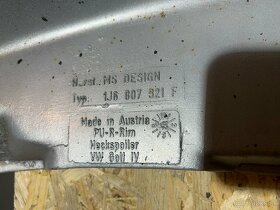 Herst. MS DESIGN
Typ: 1J6 807 921 F
Made in Austria
PU-R-Rim
Heckspoiler
VW Golf IV